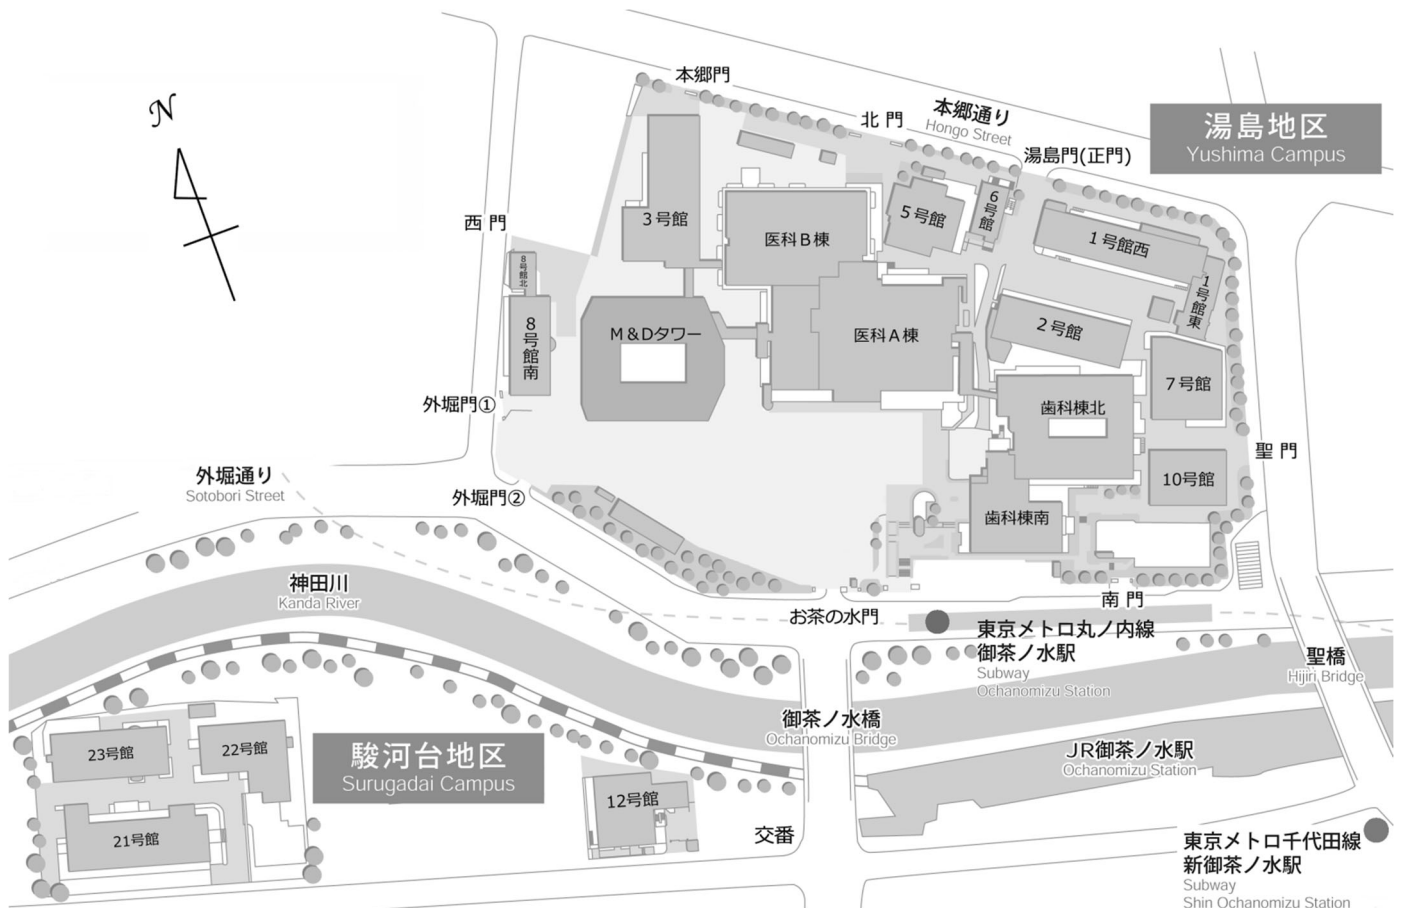 N
本郷門
北門
本郷通り
Hongo Street
湯島門(正門)
湯島地区
Yushima Campus
西門
3号館
医科B棟
5号館
6号館
1号館西
1号館東
8号館北
8号館南
M&Dタワー
医科A棟
2号館
7号館
外堀門①
歯科棟北
聖門
外堀通り
Sotobori Street
外堀門②
10号館
歯科棟南
神田川
Kanda River
お茶の水門
南門
東京メトロ丸ノ内線
御茶ノ水駅
Subway
Ochanomizu Station
聖橋
Hijiri Bridge
御茶ノ水橋
Ochanomizu Bridge
JR御茶ノ水駅
Ochanomizu Station
23号館
22号館
駿河台地区
Surugadai Campus
12号館
21号館
交番
東京メトロ千代田線
新御茶ノ水駅
Subway
Shin Ochanomizu Station